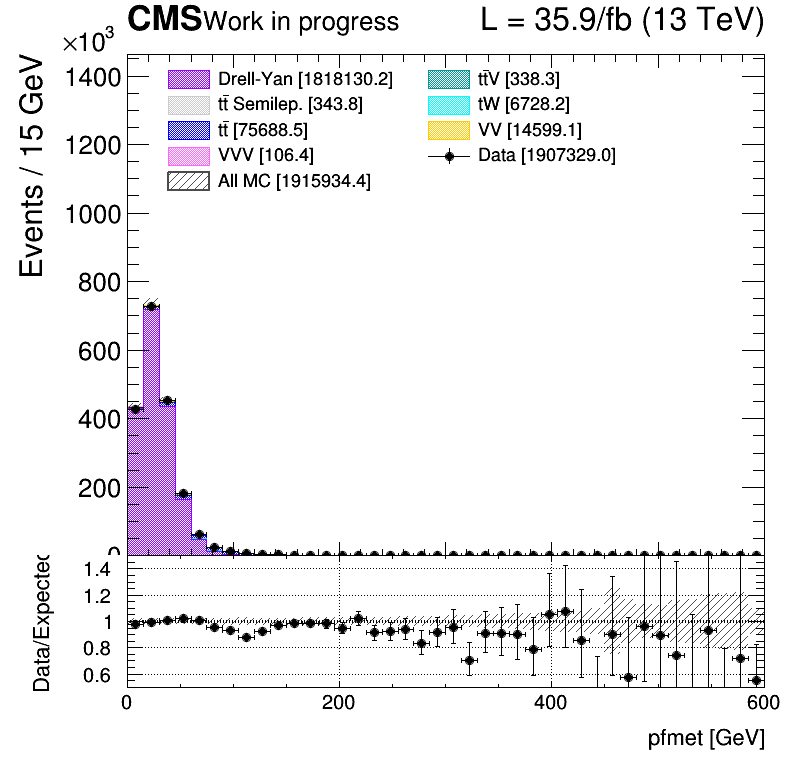 CMS Work in progress L = 35.9/fb (13 TeV)
×10³
Events / 15 GeV
1400
1200
1000
800
600
400
200
0
Drell-Yan [1818130.2]
tt̄ Semilep. [343.8]
tt̄ [75688.5]
VVV [106.4]
All MC [1915934.4]
tt̄V [338.3]
tW [6728.2]
VV [14599.1]
Data [1907329.0]
Data/Expected
1.4
1.2
1
0.8
0.6
0 200 400 600
pfmet [GeV]